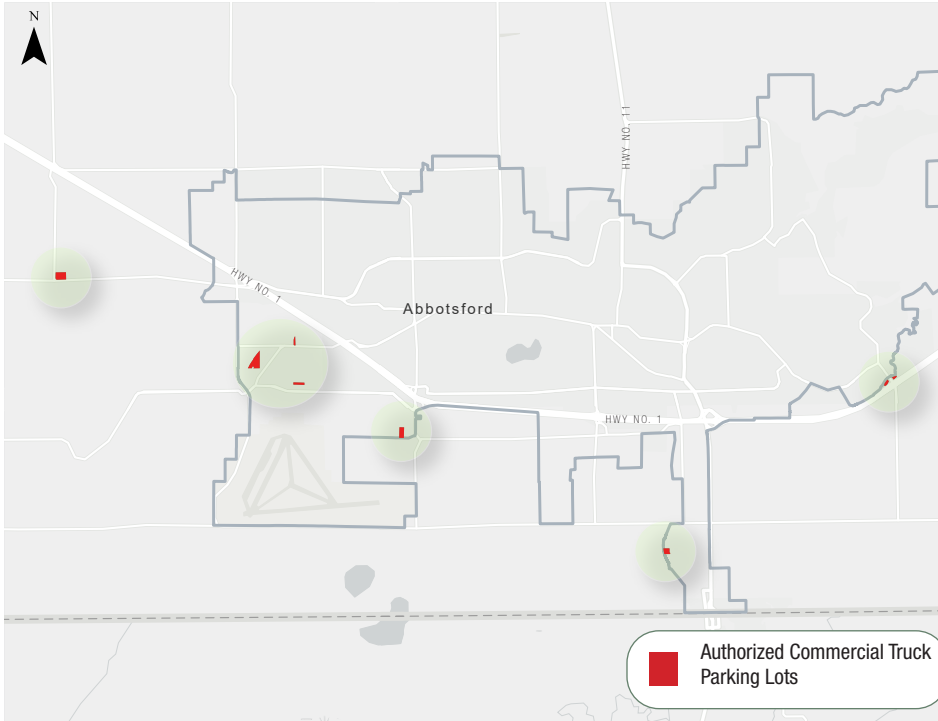 N
HWY NO. 11
HWY NO. 1
Abbotsford
HWY NO. 1
Authorized Commercial Truck
Parking Lots